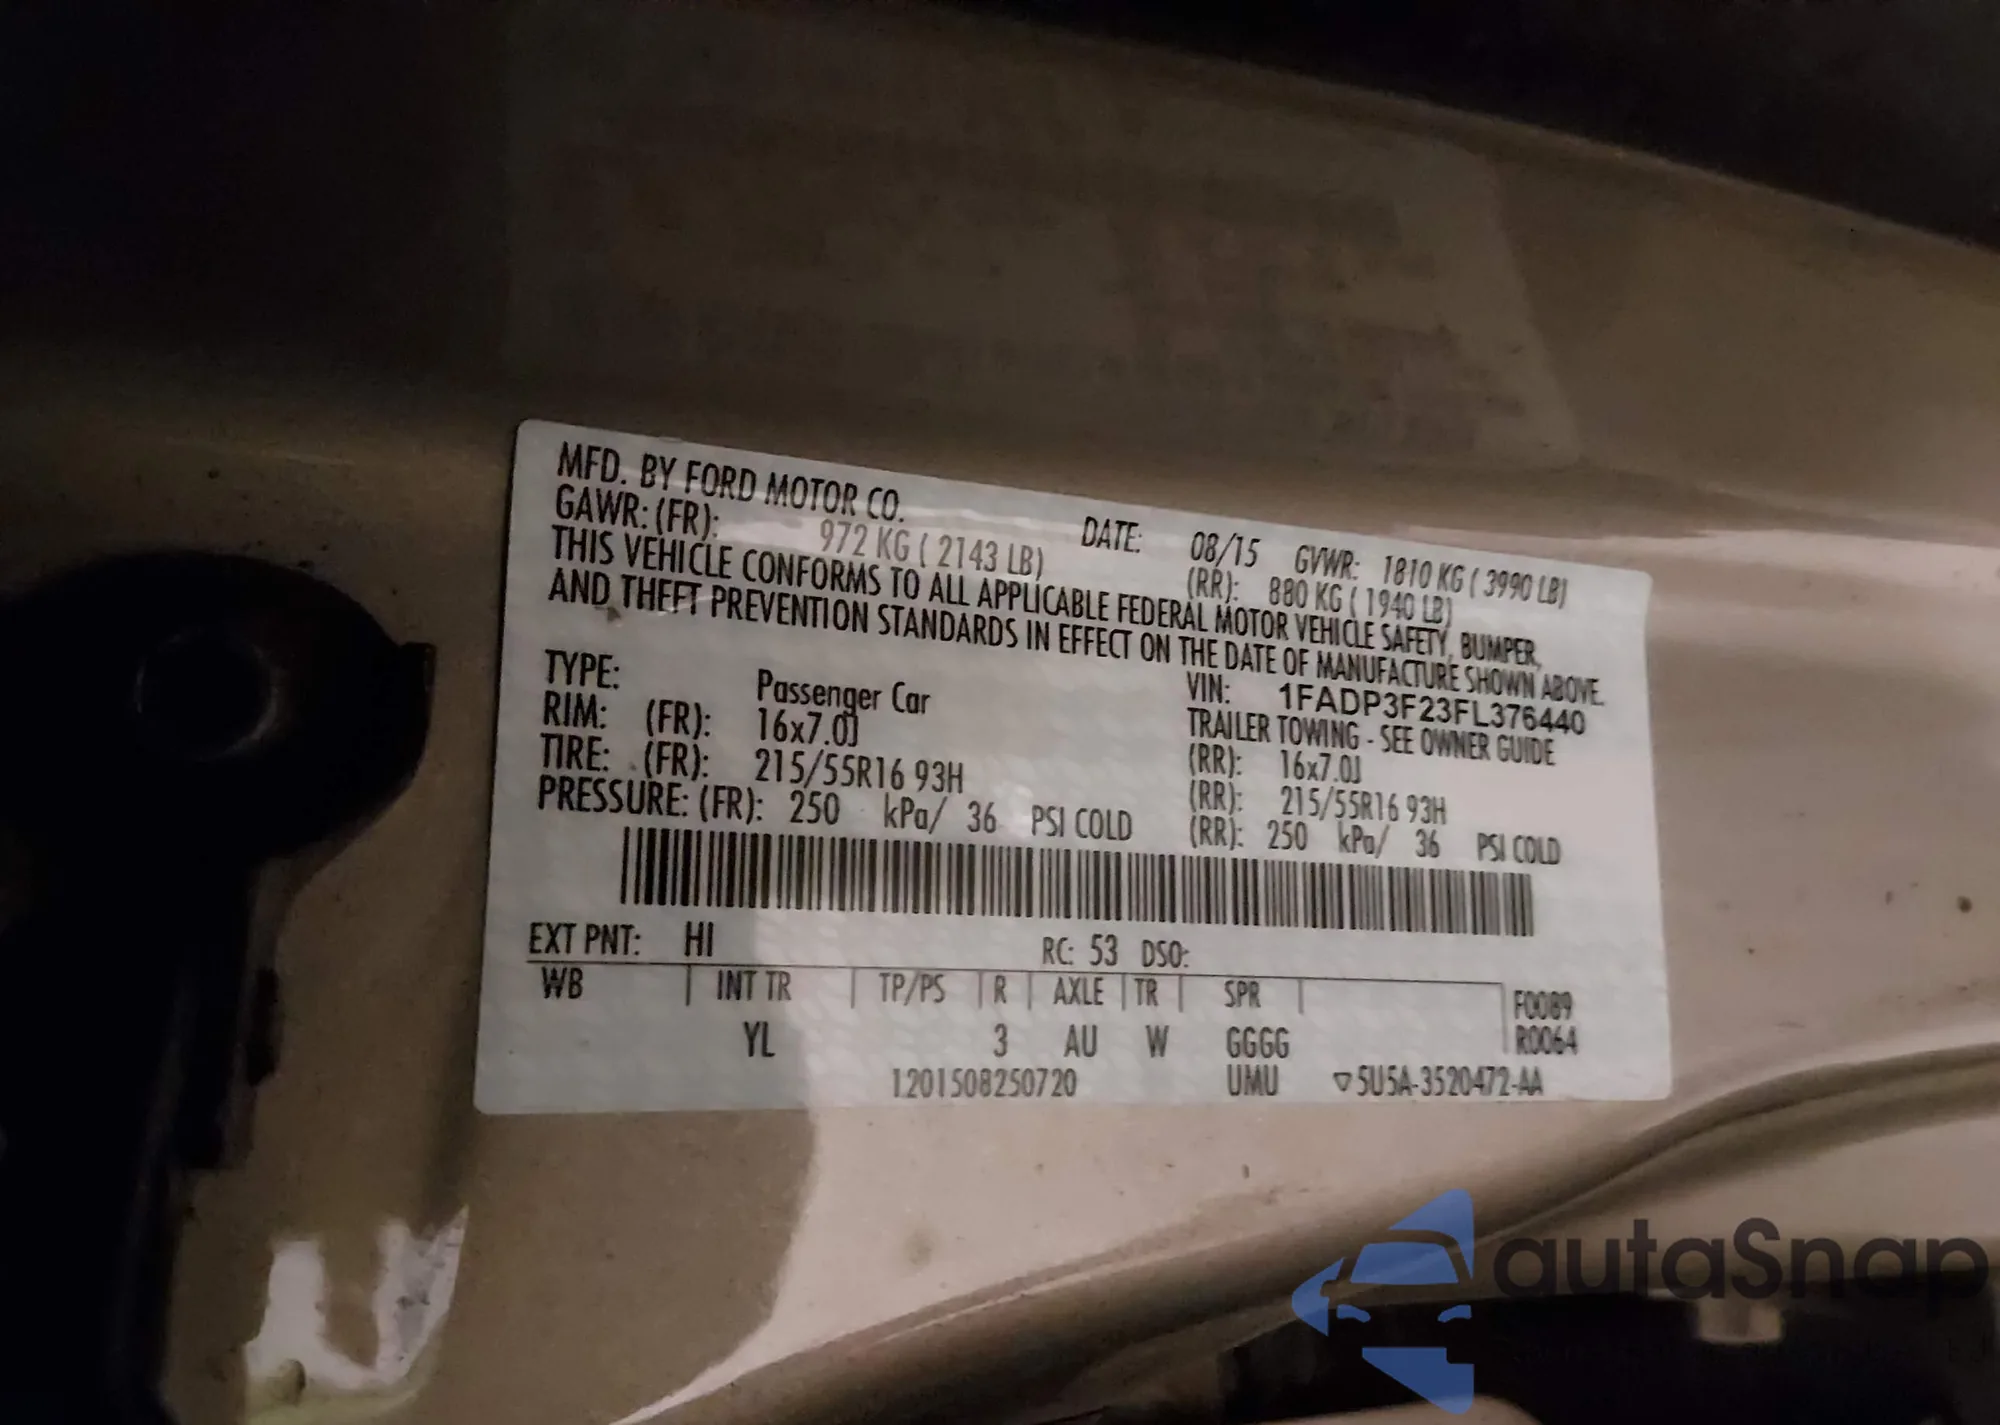 MFD. BY FORD MOTOR CO. DATE: 08/15 GVWR: 1810 KG ( 3990 LB)
GAWR: (FR): 972 KG ( 2143 LB) (RR): 880 KG ( 1940 LB)
THIS VEHICLE CONFORMS TO ALL APPLICABLE FEDERAL MOTOR VEHICLE SAFETY, BUMPER,
AND THEFT PREVENTION STANDARDS IN EFFECT ON THE DATE OF MANUFACTURE SHOWN ABOVE.
VIN: 1FADP3F23FL376440
TYPE: Passenger Car TRAILER TOWING - SEE OWNER GUIDE
RIM: (FR): 16x7.0J (RR): 16x7.0J
TIRE: (FR): 215/55R16 93H (RR): 215/55R16 93H
PRESSURE: (FR): 250 kPa/ 36 PSI COLD (RR): 250 kPa/ 36 PSI COLD
EXT PNT: HI RC: 53 DSO:
WB INT TR TP/PS R AXLE TR SPR F0089
YL 3 AU W GGGG R0064
1201508250720 UMU ▽5U5A-3520472-AA
autaSnap